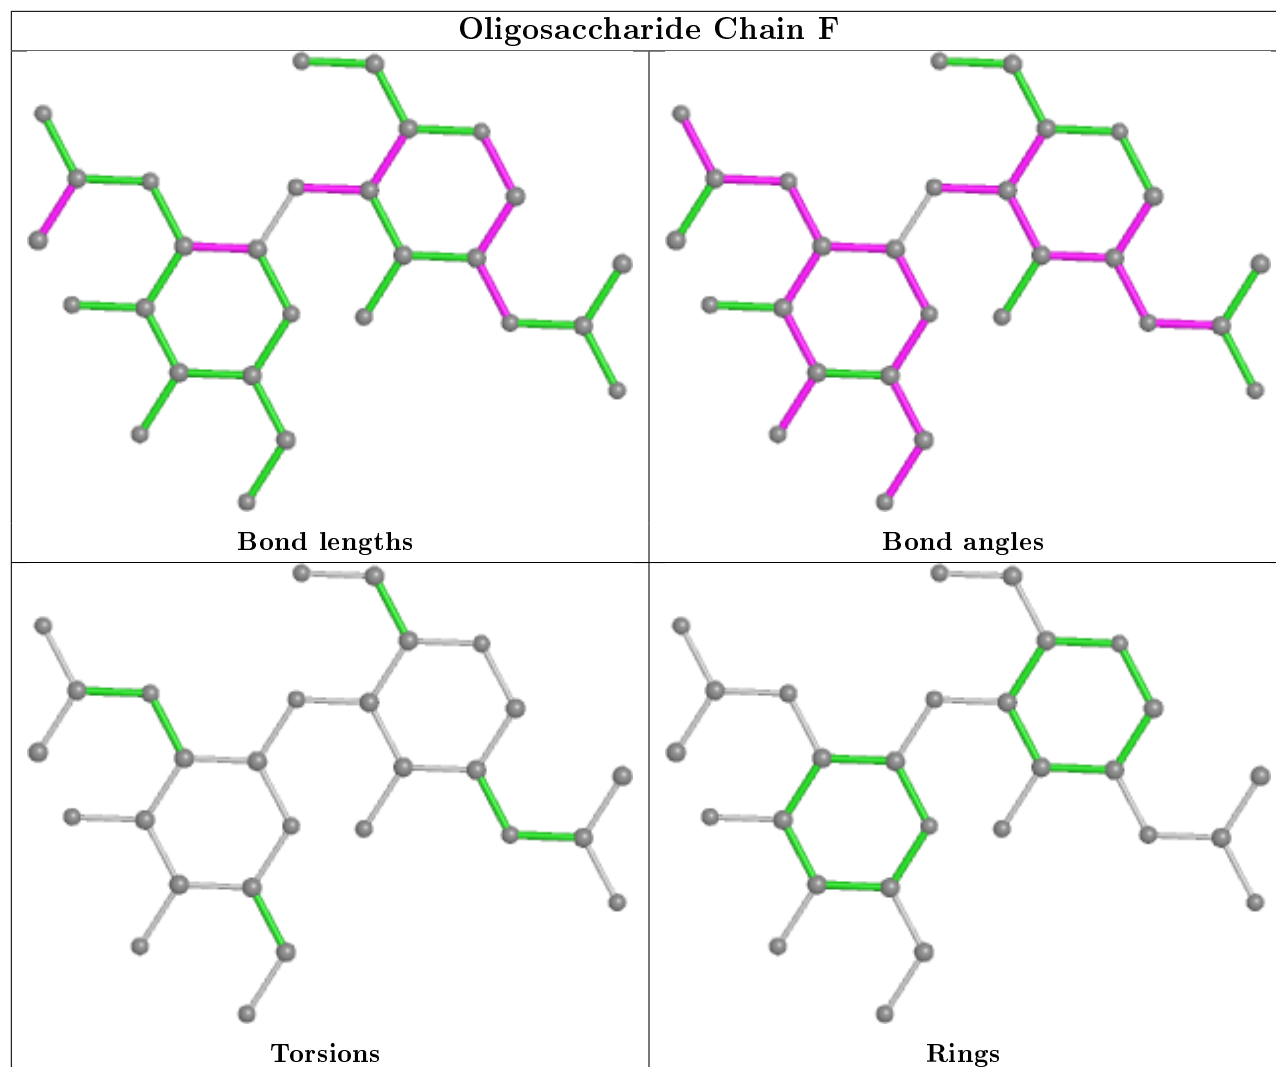 Oligosaccharide Chain F
Bond lengths
Bond angles
Torsions
Rings